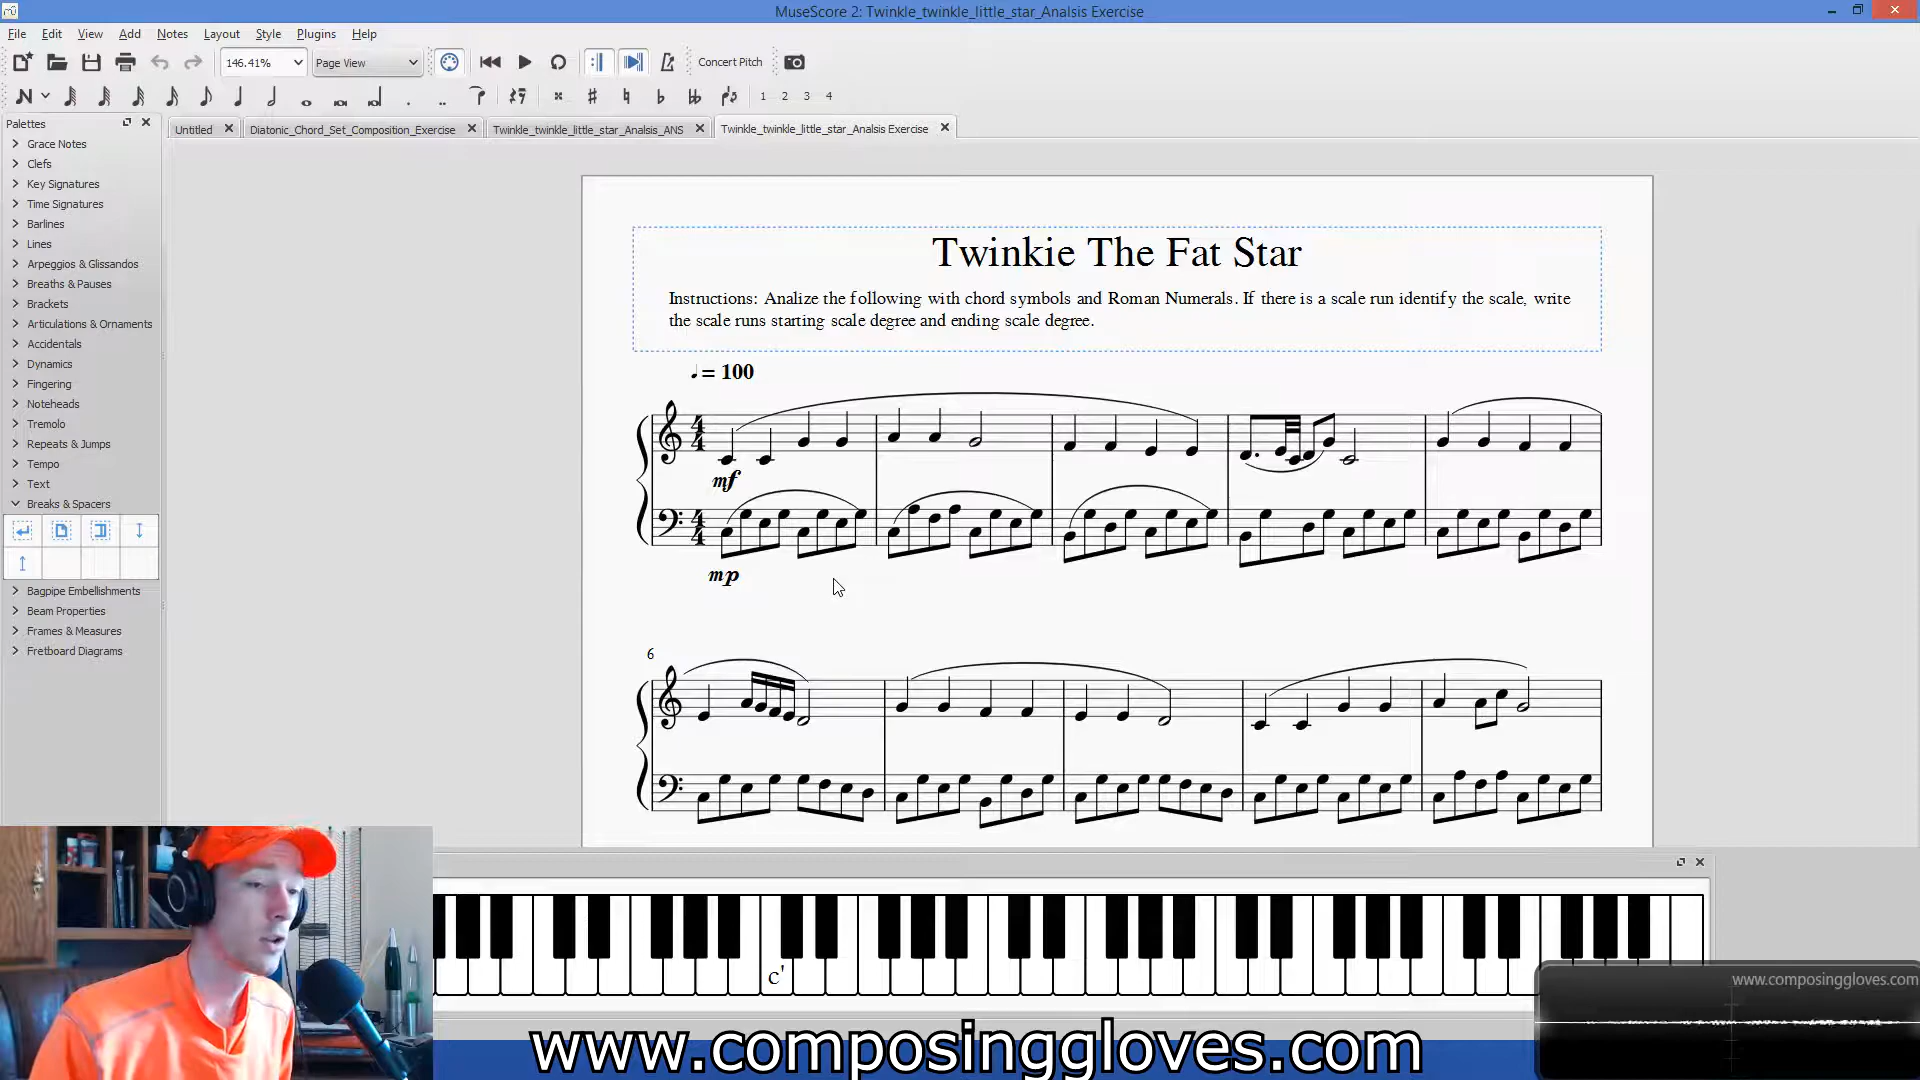 MuseScore 2: Twinkle_twinkle_little_star_Analsis Exercise
File Edit View Add Notes Layout Style Plugins Help
146.41% Page View Concert Pitch
1 2 3 4
Palettes
Untitled Diatonic_Chord_Set_Composition_Exercise Twinkle_twinkle_little_star_Analsis_ANS Twinkle_twinkle_little_star_Analsis Exercise
Grace Notes
Clefs
Key Signatures
Time Signatures
Barlines
Lines
Arpeggios & Glissandos
Breaths & Pauses
Brackets
Articulations & Ornaments
Accidentals
Dynamics
Fingering
Noteheads
Tremolo
Repeats & Jumps
Tempo
Text
Breaks & Spacers
Bagpipe Embellishments
Beam Properties
Frames & Measures
Fretboard Diagrams
Twinkie The Fat Star
Instructions: Analize the following with chord symbols and Roman Numerals. If there is a scale run identify the scale, write
the scale runs starting scale degree and ending scale degree.
= 100
4
4
mf
4
4
mp
6
c'
www.composinggloves.com
www.composinggloves.com